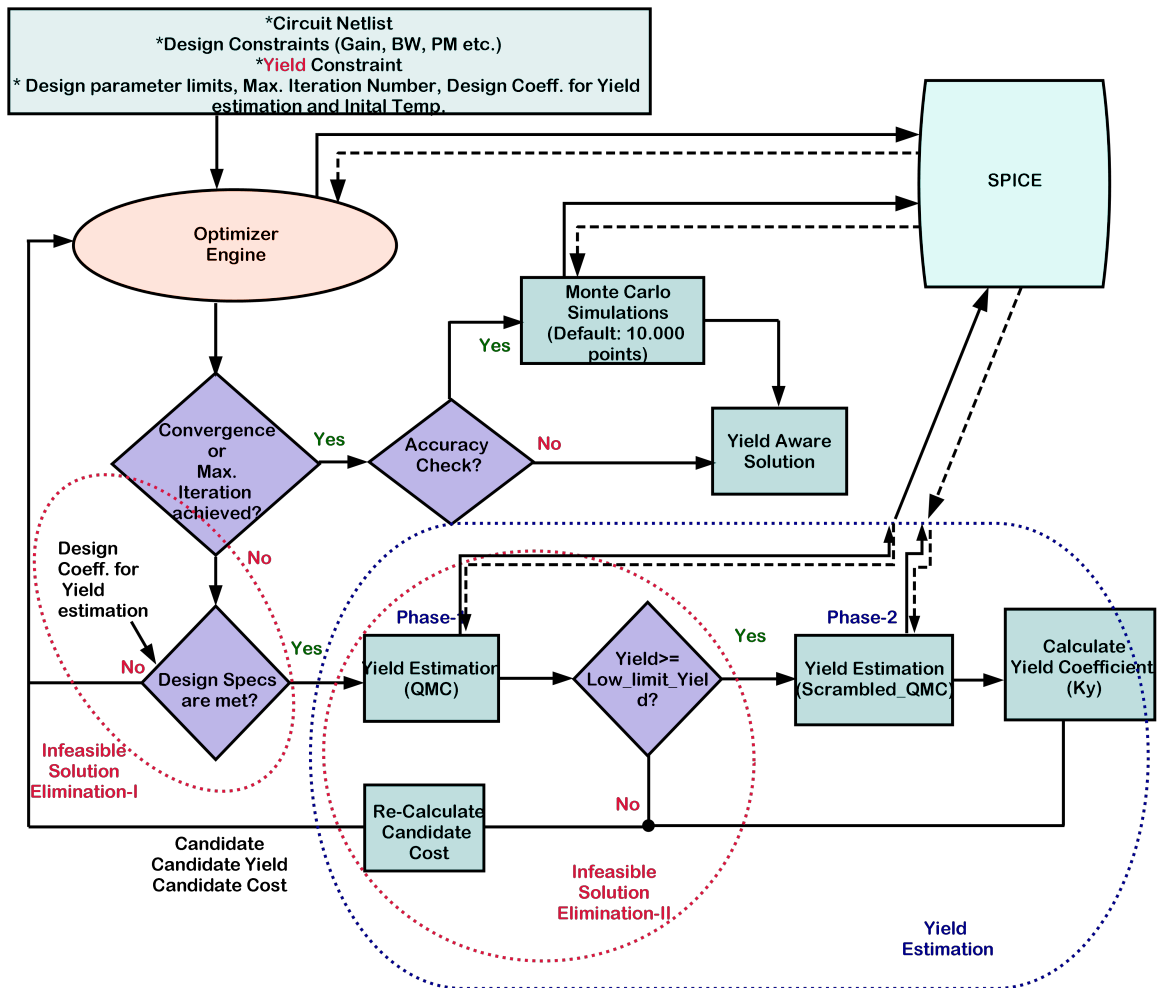 *Circuit Netlist
*Design Constraints (Gain, BW, PM etc.)
*Yield Constraint
* Design parameter limits, Max. Iteration Number, Design Coeff. for Yield
estimation and Inital Temp.
SPICE
Optimizer
Engine
Monte Carlo
Simulations
(Default: 10.000
points)
Yes
Convergence
or
Max.
Iteration
achieved?
Yes
Accuracy
Check?
No
Yield Aware
Solution
Design
Coeff. for
Yield
estimation
No
No
Design Specs
are met?
Yes
Phase-1
Yield Estimation
(QMC)
Yield>=
Low_limit_Yiel
d?
Yes
Phase-2
Yield Estimation
(Scrambled_QMC)
Calculate
Yield Coefficient
(Ky)
Infeasible
Solution
Elimination-I
No
Re-Calculate
Candidate
Cost
Candidate
Candidate Yield
Candidate Cost
Infeasible
Solution
Elimination-II
Yield
Estimation